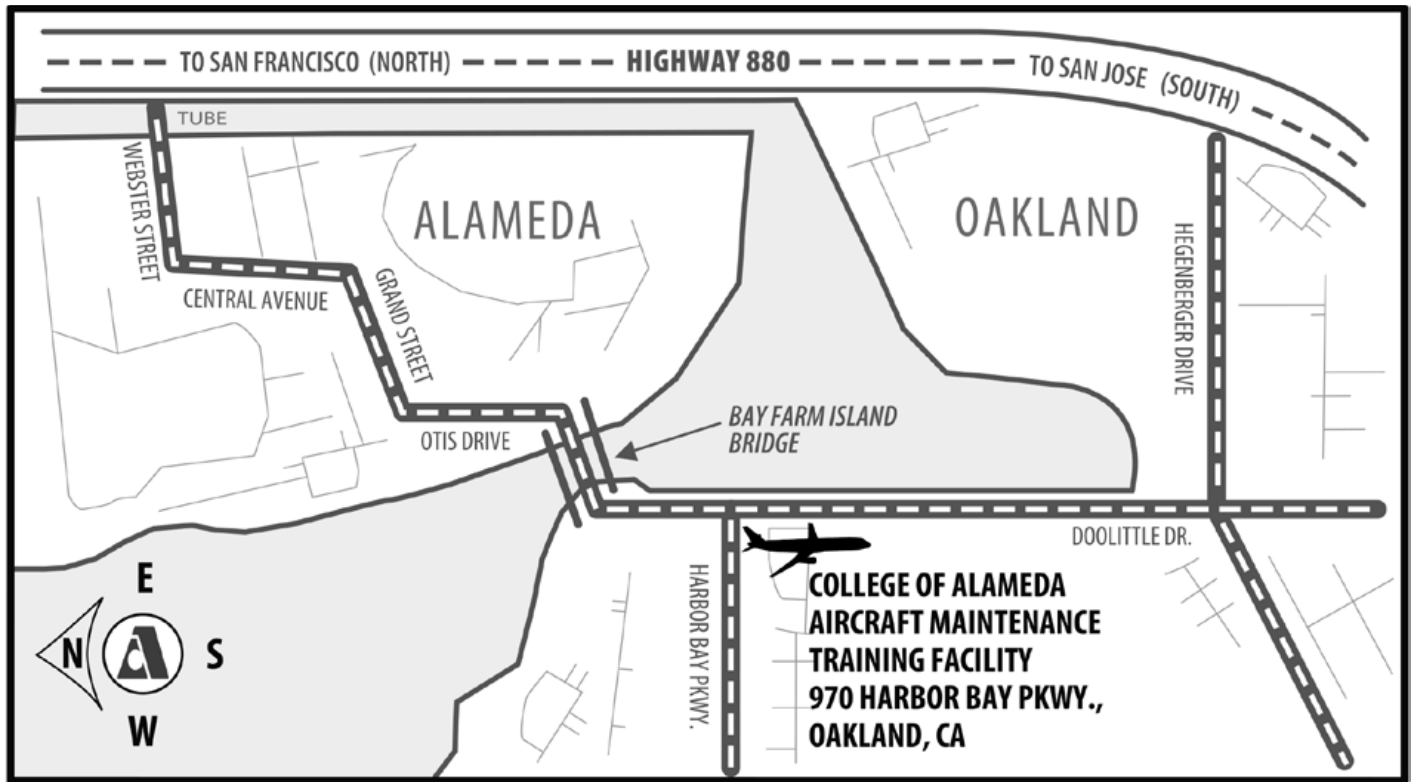 TO SAN FRANCISCO (NORTH)
HIGHWAY 880
TO SAN JOSE (SOUTH)
TUBE
WEBSTER STREET
ALAMEDA
OAKLAND
CENTRAL AVENUE
GRAND STREET
HEGENBERGER DRIVE
OTIS DRIVE
BAY FARM ISLAND
BRIDGE
DOOLITTLE DR.
HARBOR BAY PKWY.
COLLEGE OF ALAMEDA
AIRCRAFT MAINTENANCE
TRAINING FACILITY
970 HARBOR BAY PKWY.,
OAKLAND, CA
E
N
S
W